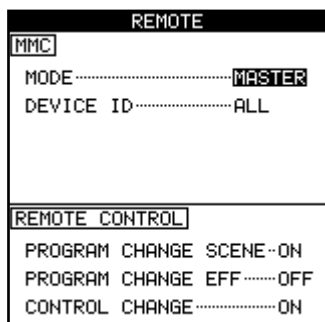 REMOTE
MMC
MODE MASTER
DEVICE ID ALL
REMOTE CONTROL
PROGRAM CHANGE SCENE ON
PROGRAM CHANGE EFF OFF
CONTROL CHANGE ON